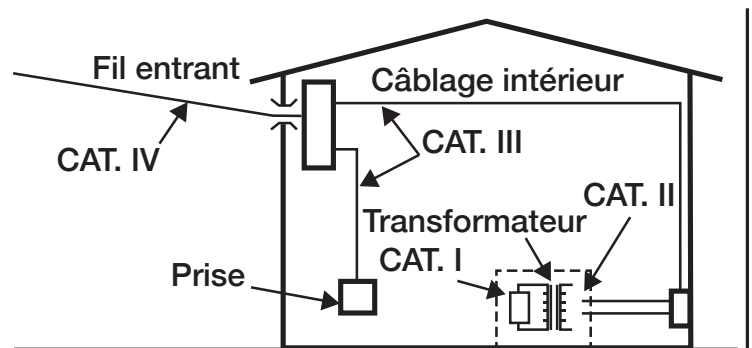 Fil entrant
Câblage intérieur
CAT. IV
CAT. III
CAT. II
Transformateur
CAT. I
Prise